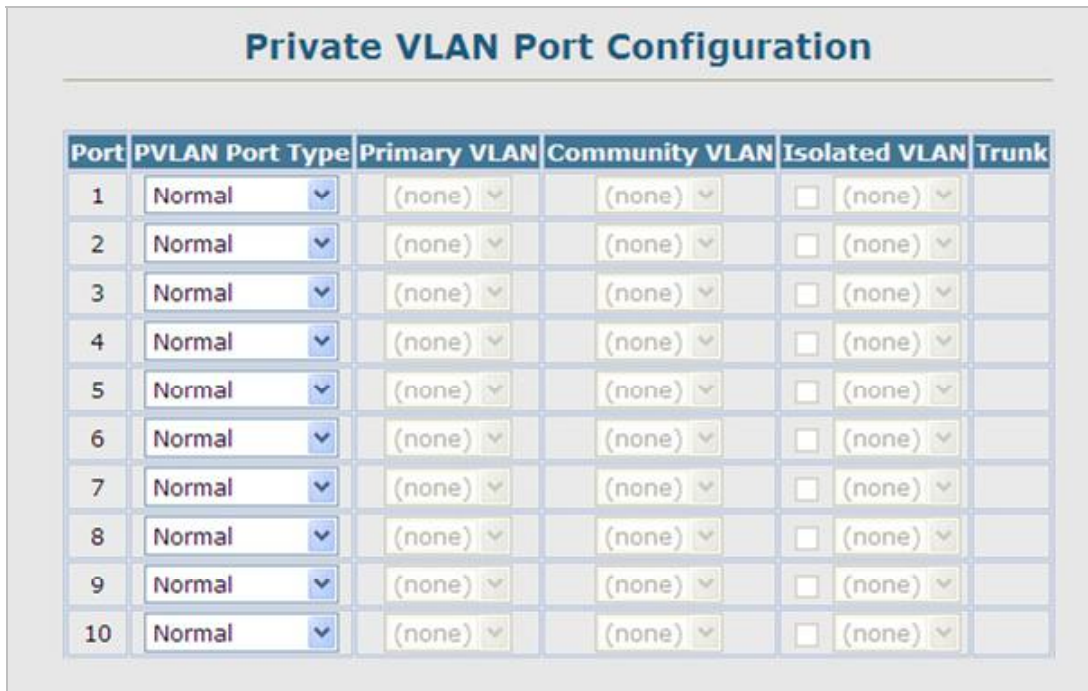 Private VLAN Port Configuration
Port PVLAN Port Type Primary VLAN Community VLAN Isolated VLAN Trunk
1 Normal (none) (none) (none)
2 Normal (none) (none) (none)
3 Normal (none) (none) (none)
4 Normal (none) (none) (none)
5 Normal (none) (none) (none)
6 Normal (none) (none) (none)
7 Normal (none) (none) (none)
8 Normal (none) (none) (none)
9 Normal (none) (none) (none)
10 Normal (none) (none) (none)